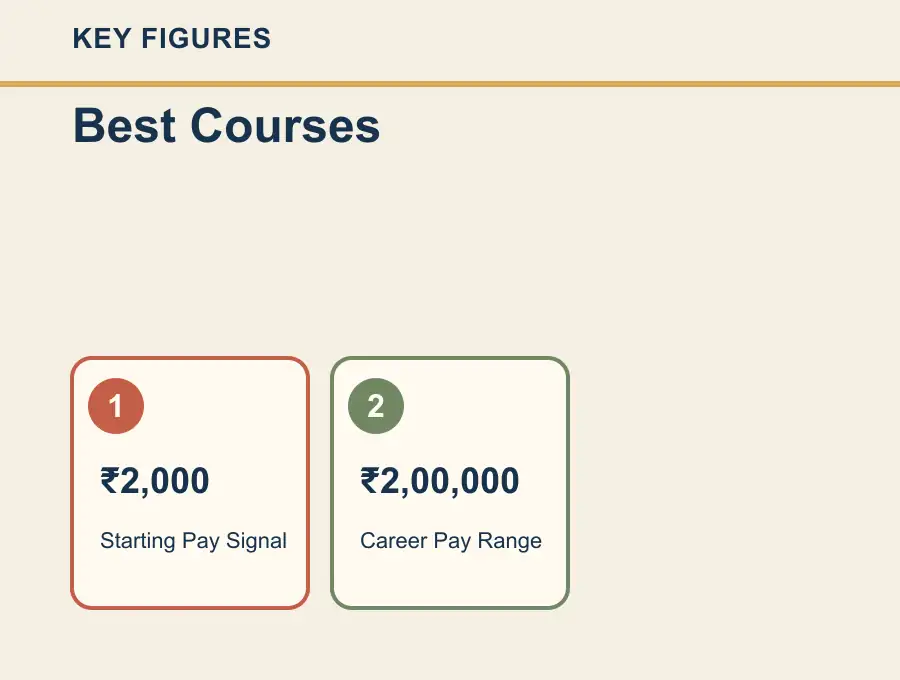 KEY FIGURES
Best Courses
1
2
₹2,000
₹2,00,000
Starting Pay Signal
Career Pay Range